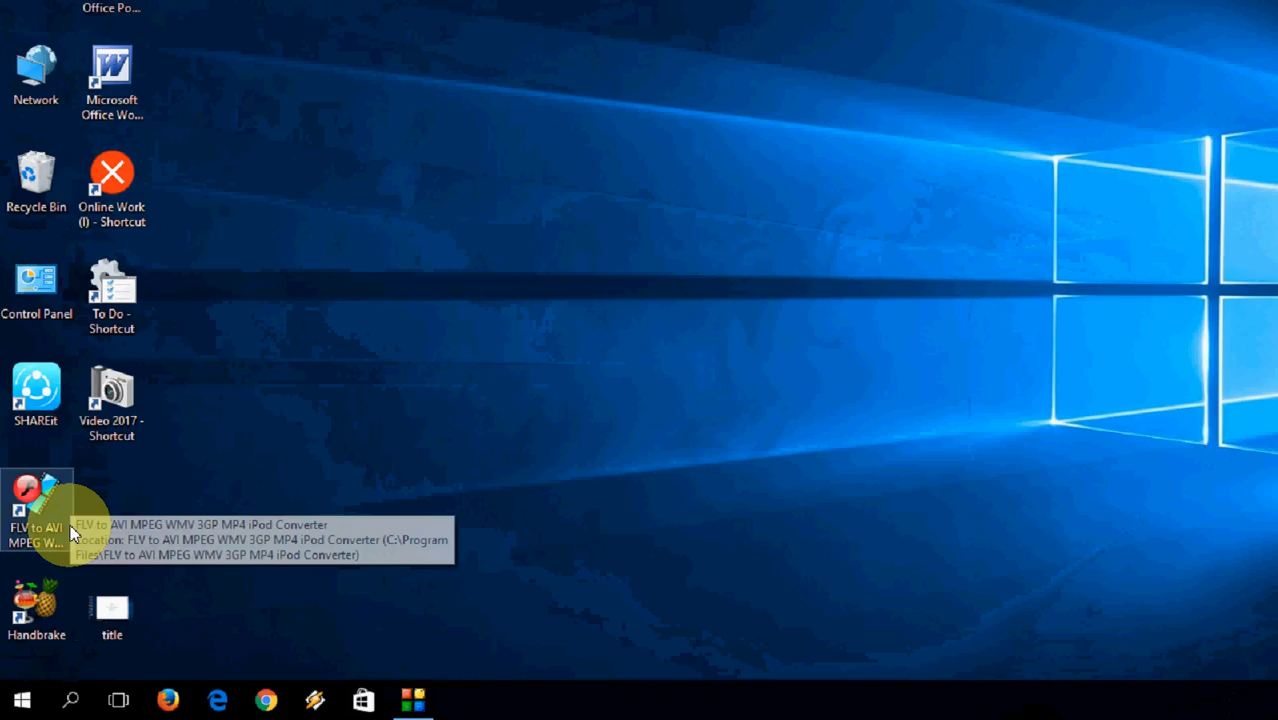 Office Po...
Network
Microsoft
Office Wo...
Recycle Bin
Online Work
(I) - Shortcut
Control Panel
To Do -
Shortcut
SHAREit
Video 2017 -
Shortcut
FLV to AVI
MPEG W...
FLV to AVI MPEG WMV 3GP MP4 iPod Converter
Location: FLV to AVI MPEG WMV 3GP MP4 iPod Converter (C:\Program
Files\FLV to AVI MPEG WMV 3GP MP4 iPod Converter)
Handbrake
title